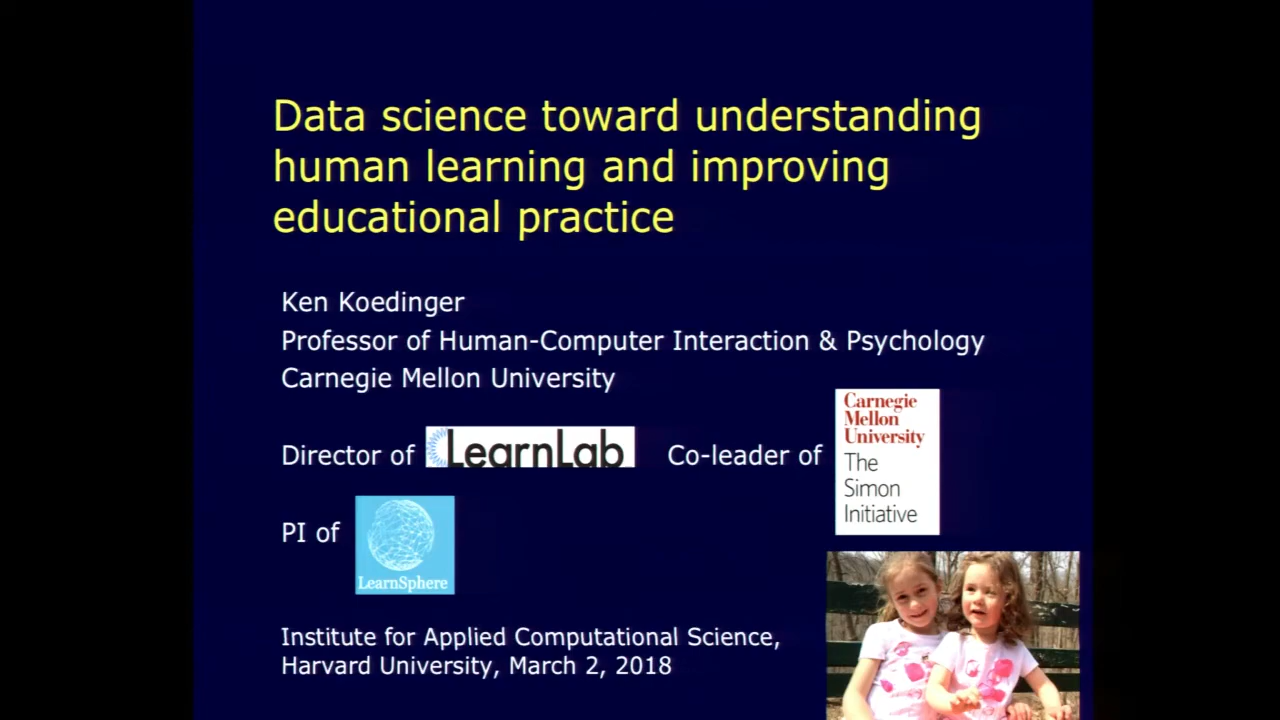 Data science toward understanding
human learning and improving
educational practice
Ken Koedinger
Professor of Human-Computer Interaction & Psychology
Carnegie Mellon University
Director of LearnLab Co-leader of
Carnegie
Mellon
University
The
Simon
Initiative
PI of
LearnSphere
Institute for Applied Computational Science,
Harvard University, March 2, 2018